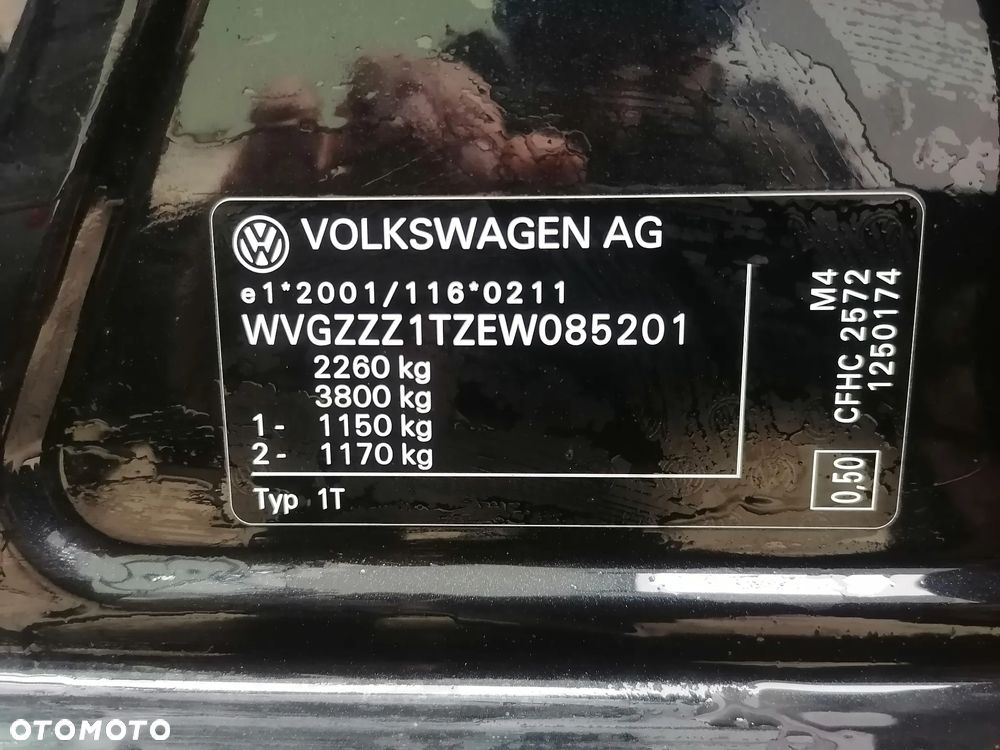 VOLKSWAGEN AG
e1*2001/116*0211
WVGZZZ1TZEW085201
2260 kg
3800 kg
1- 1150 kg
2- 1170 kg
Typ 1T
M4
CFHC 2572
1250174
0,50
OTOMOTO